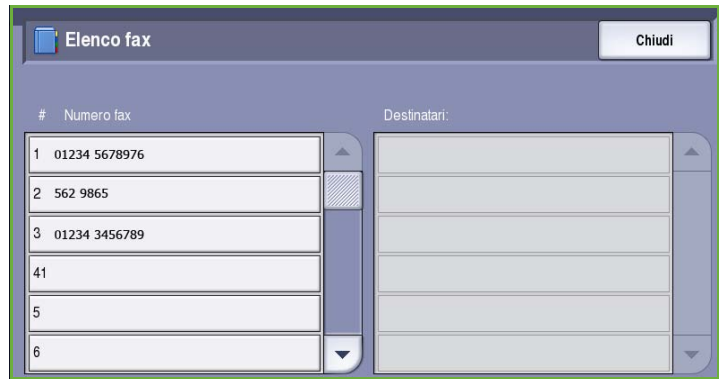 Elenco fax
Chiudi
# Numero fax
Destinatari:
1 01234 5678976
2 562 9865
3 01234 3456789
41
5
6